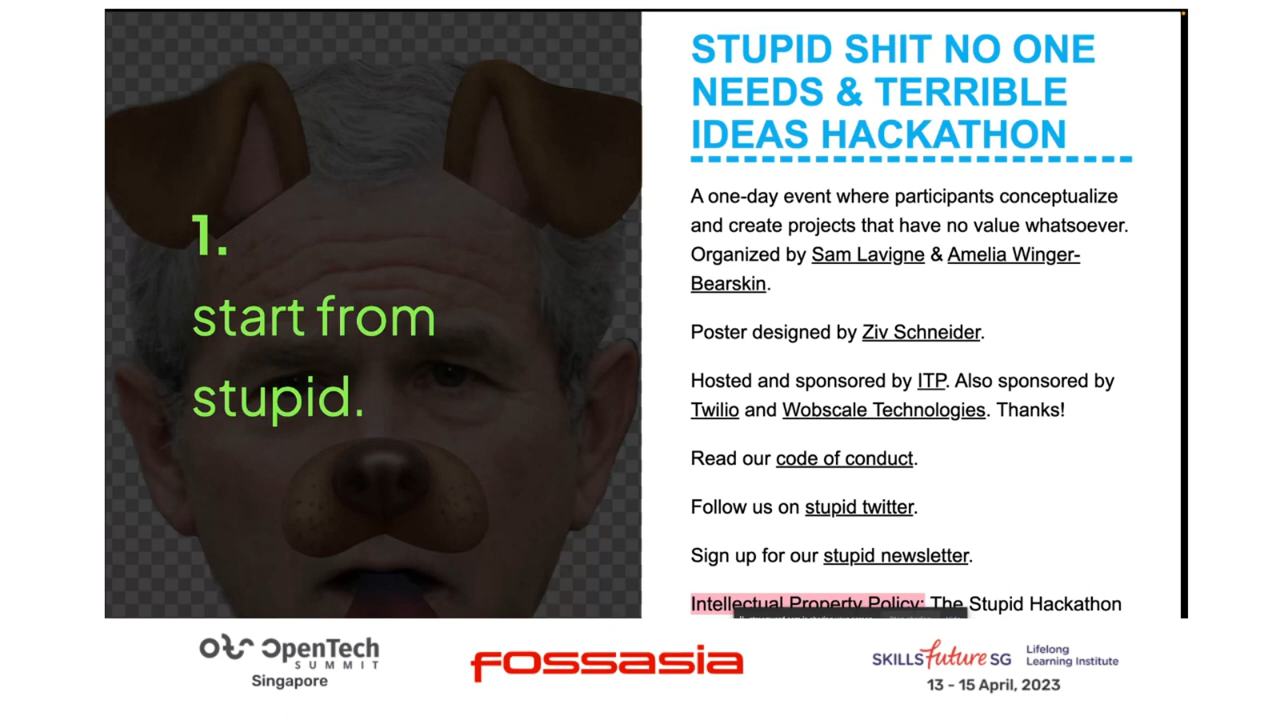 1.
start from
stupid.
STUPID SHIT NO ONE
NEEDS & TERRIBLE
IDEAS HACKATHON
A one-day event where participants conceptualize
and create projects that have no value whatsoever.
Organized by Sam Lavigne & Amelia Winger-
Bearskin.
Poster designed by Ziv Schneider.
Hosted and sponsored by ITP. Also sponsored by
Twilio and Wobscale Technologies. Thanks!
Read our code of conduct.
Follow us on stupid twitter.
Sign up for our stupid newsletter.
Intellectual Property Policy: The Stupid Hackathon
OpenTech
SUMMIT
Singapore
fossasia
SKILLS future SG
Lifelong
Learning Institute
13 - 15 April, 2023